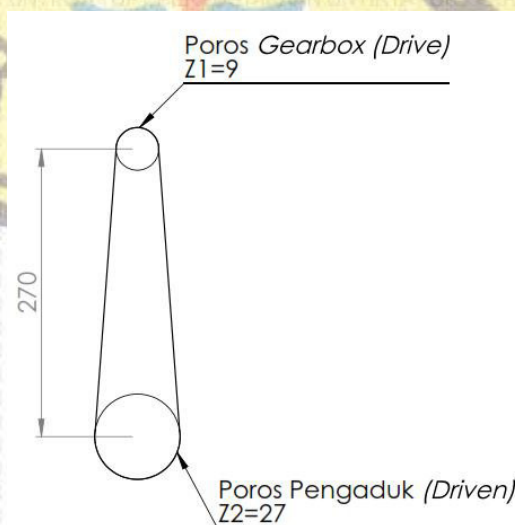 Poros Gearbox (Drive)
Z1=9
270
Poros Pengaduk (Driven)
Z2=27